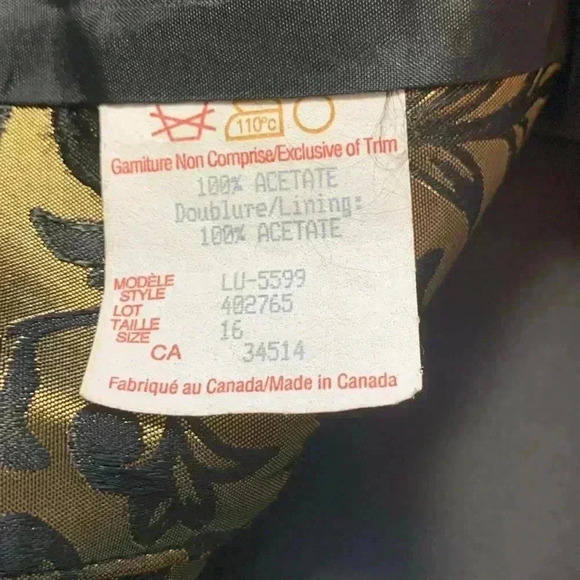 110°C
Garniture Non Comprise/Exclusive of Trim
100% ACETATE
Doublure/Lining:
100% ACETATE
MODÈLE
STYLE LU-5599
LOT 402765
TAILLE
SIZE 16
CA 34514
Fabriqué au Canada/Made in Canada